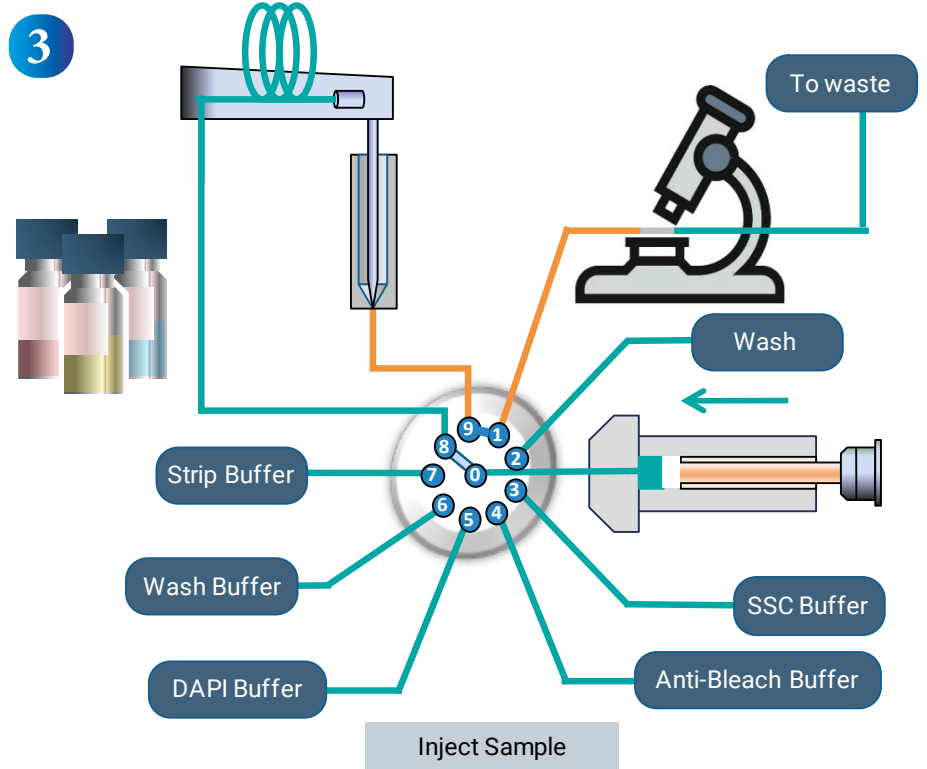 3
To waste
Wash
9
1
8
2
Strip Buffer
7
0
3
6
5
4
Wash Buffer
SSC Buffer
DAPI Buffer
Anti-Bleach Buffer
Inject Sample